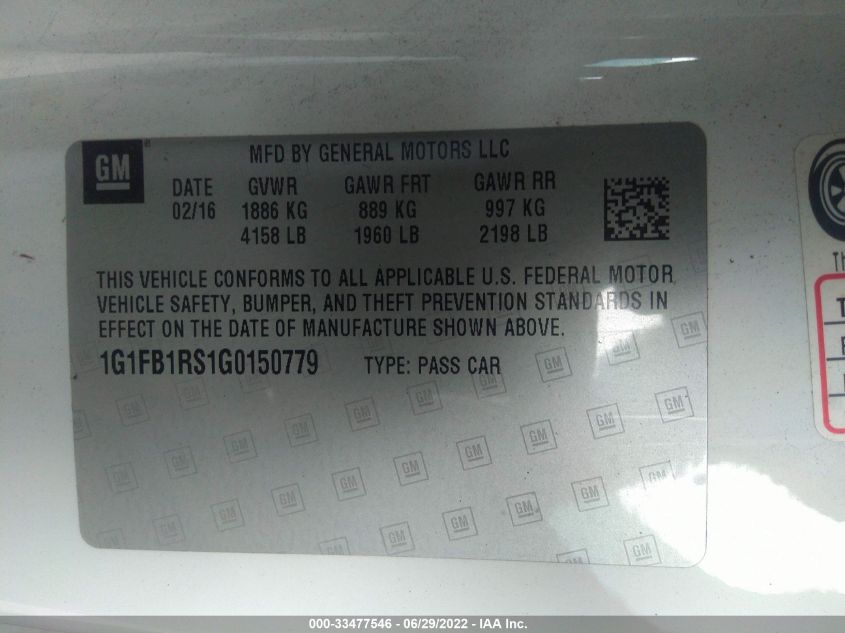 GM
MFD BY GENERAL MOTORS LLC
DATE GVWR GAWR FRT GAWR RR
02/16 1886 KG 889 KG 997 KG
4158 LB 1960 LB 2198 LB
THIS VEHICLE CONFORMS TO ALL APPLICABLE U.S. FEDERAL MOTOR
VEHICLE SAFETY, BUMPER, AND THEFT PREVENTION STANDARDS IN
EFFECT ON THE DATE OF MANUFACTURE SHOWN ABOVE.
1G1FB1RS1G0150779 TYPE: PASS CAR
000-33477546 / 06/29/2022 - IAA Inc.